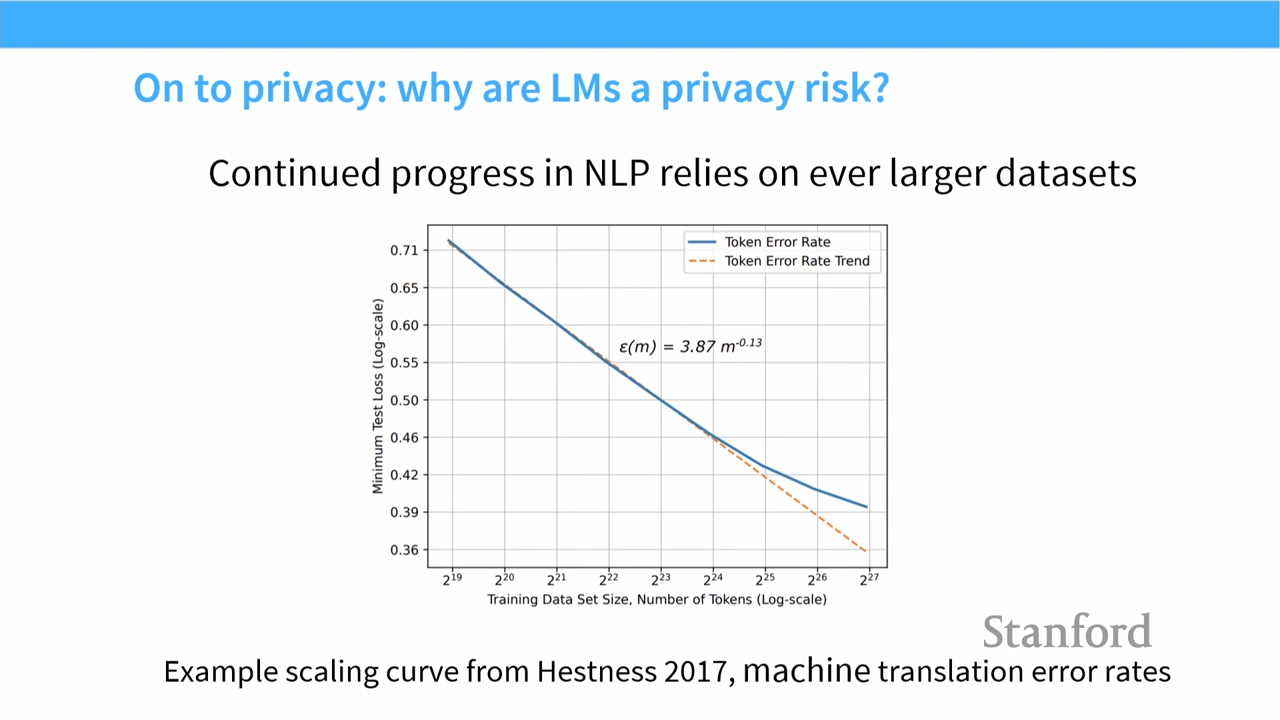 On to privacy: why are LMs a privacy risk?
Continued progress in NLP relies on ever larger datasets
Token Error Rate
Token Error Rate Trend
ε(m) = 3.87 m^-0.13
Minimum Test Loss (Log-scale)
0.71
0.65
0.60
0.55
0.50
0.46
0.42
0.39
0.36
2^19 2^20 2^21 2^22 2^23 2^24 2^25 2^26 2^27
Training Data Set Size, Number of Tokens (Log-scale)
Stanford
Example scaling curve from Hestness 2017, machine translation error rates